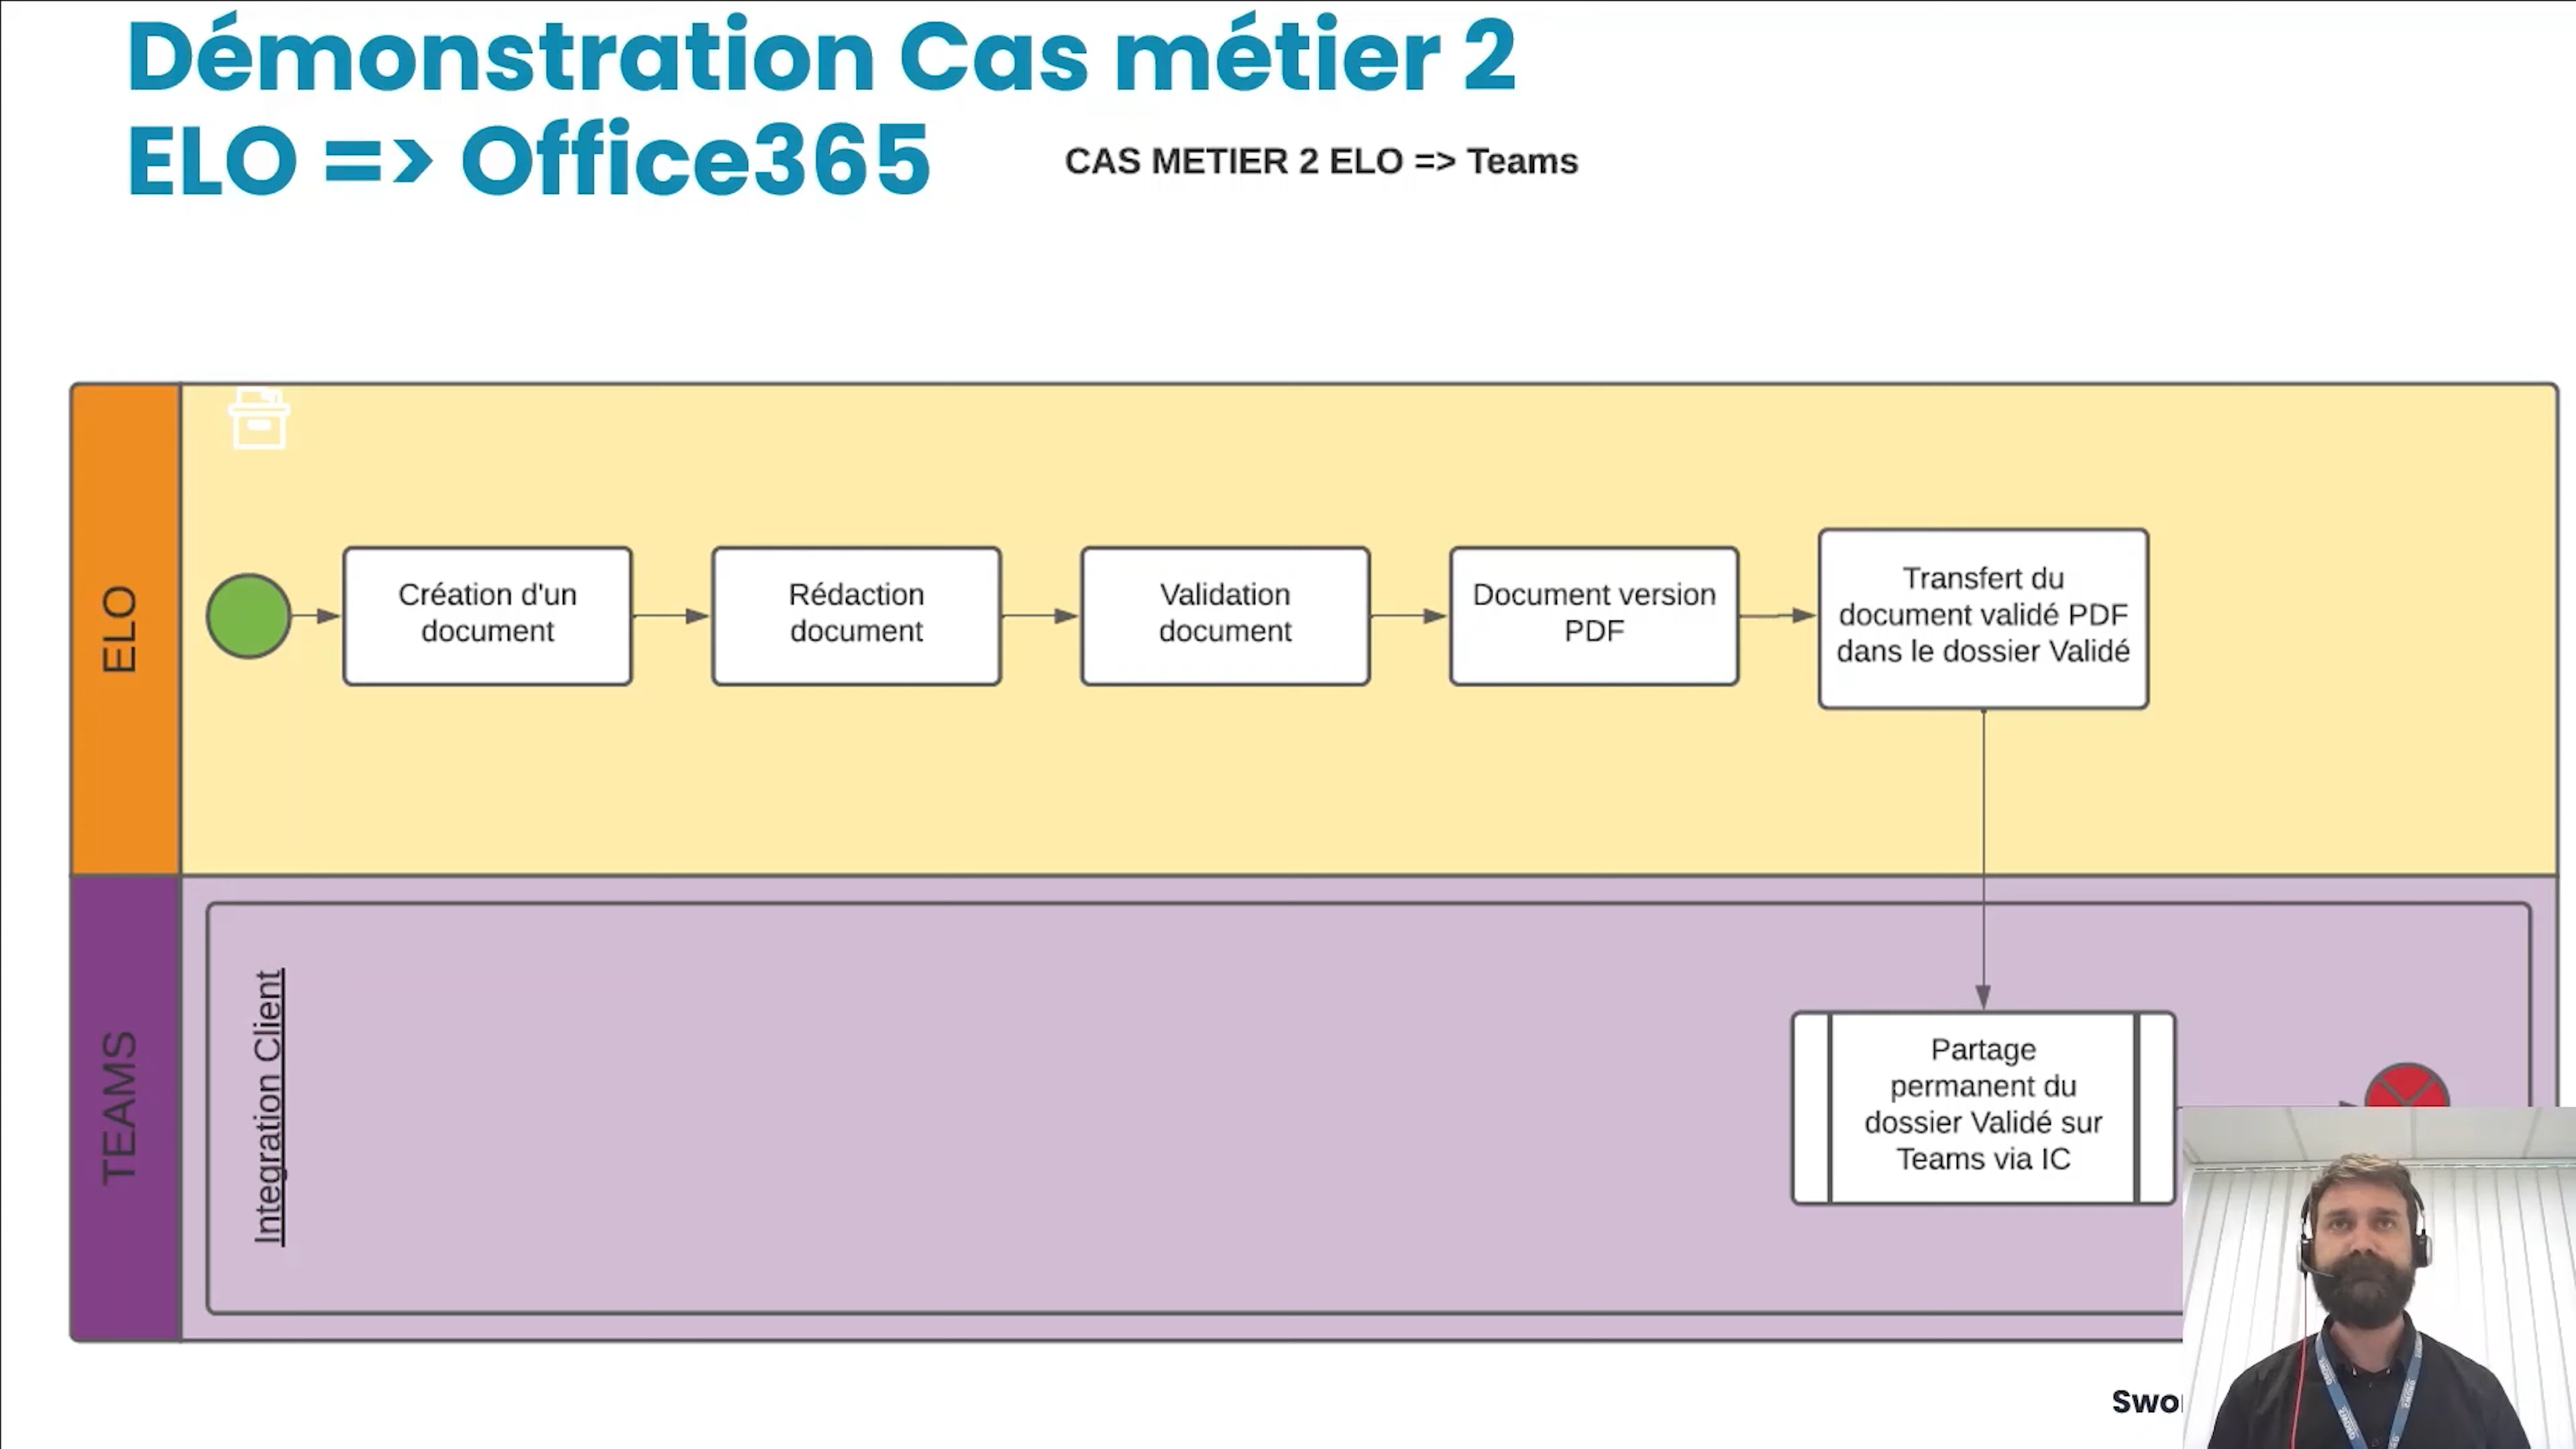 Démonstration Cas métier 2
ELO => Office365
CAS METIER 2 ELO => Teams
ELO
Création d'un
document
Rédaction
document
Validation
document
Document version
PDF
Transfert du
document validé PDF
dans le dossier Validé
TEAMS
Integration Client
Partage
permanent du
dossier Validé sur
Teams via IC